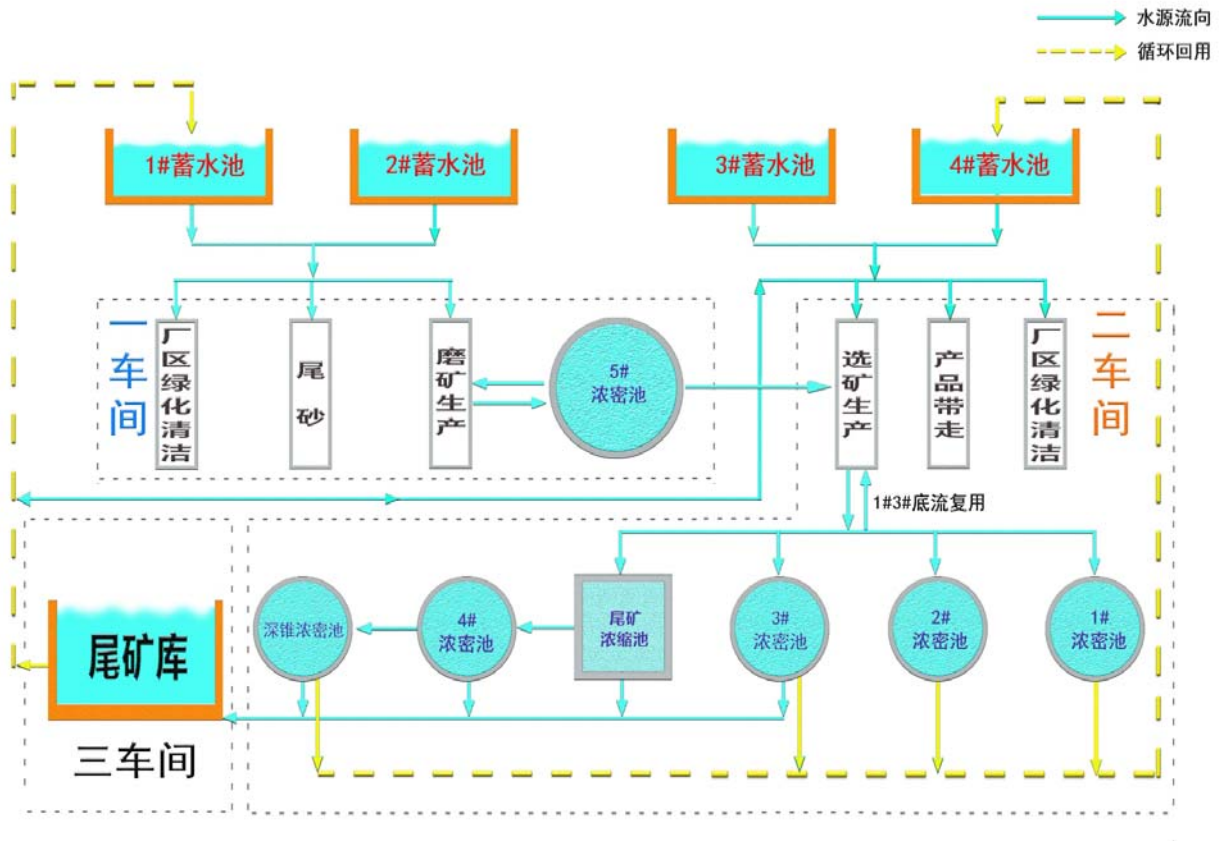 水源流向
循环回用
1#蓄水池
2#蓄水池
3#蓄水池
4#蓄水池
一车间
厂区绿化清洁
尾砂
磨矿生产
5#
浓密池
选矿生产
产品带走
厂区绿化清洁
二车间
1#3#底流复用
深锥浓密池
4#
浓密池
尾矿
浓缩池
3#
浓密池
2#
浓密池
1#
浓密池
尾矿库
三车间